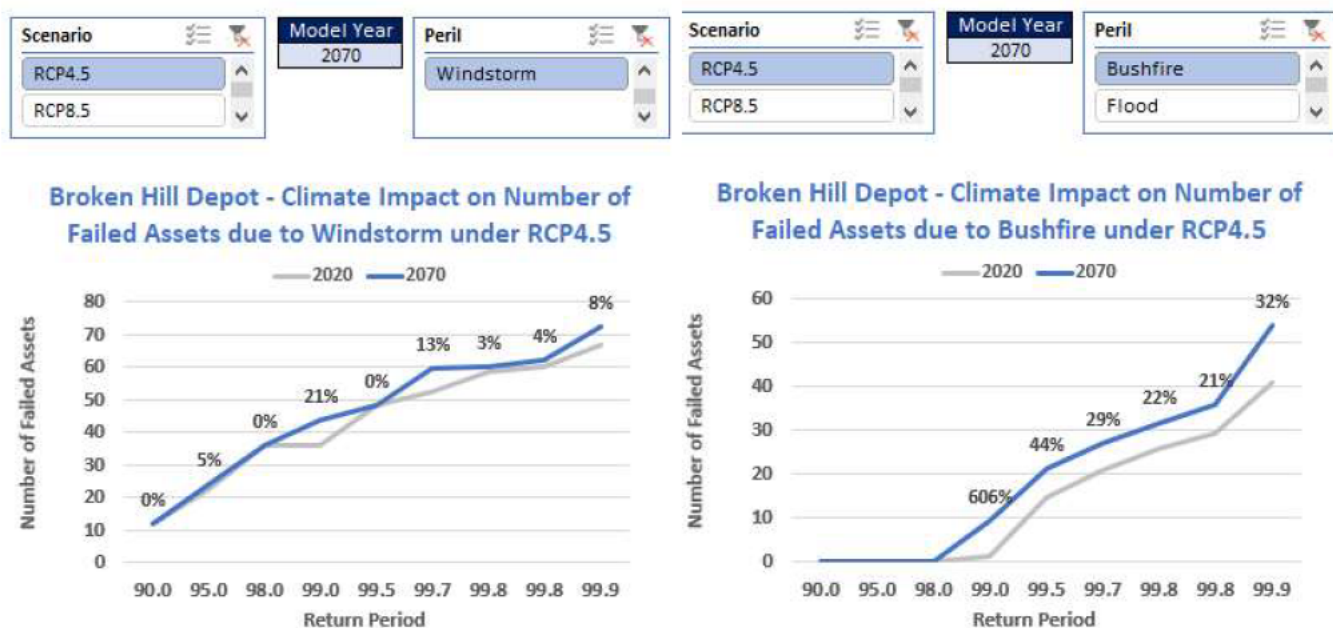 Scenario
RCP4.5
RCP8.5
Model Year
2070
Peril
Windstorm
Broken Hill Depot - Climate Impact on Number of
Failed Assets due to Windstorm under RCP4.5
2020 2070
Number of Failed Assets
80
70
60
50
40
30
20
10
0
0%
5%
0%
21%
0%
13%
3%
4%
8%
90.0 95.0 98.0 99.0 99.5 99.7 99.8 99.8 99.9
Return Period
Scenario
RCP4.5
RCP8.5
Model Year
2070
Peril
Bushfire
Flood
Broken Hill Depot - Climate Impact on Number of
Failed Assets due to Bushfire under RCP4.5
2020 2070
Number of Failed Assets
60
50
40
30
20
10
0
606%
44%
29%
22%
21%
32%
90.0 95.0 98.0 99.0 99.5 99.7 99.8 99.8 99.9
Return Period